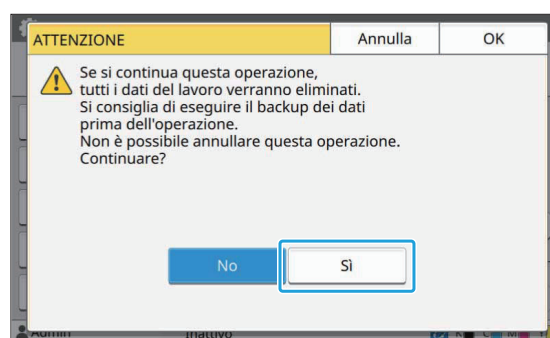 ATTENZIONE
Annulla
OK
Se si continua questa operazione,
tutti i dati del lavoro verranno eliminati.
Si consiglia di eseguire il backup dei dati
prima dell'operazione.
Non è possibile annullare questa operazione.
Continuare?
No
Sì
Admin
Inattivo
K C M